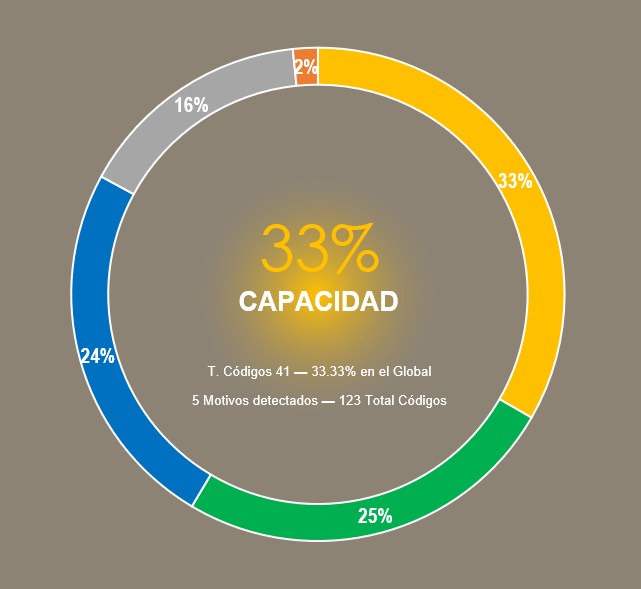 2%
16%
33%
33%
CAPACIDAD
24%
T. Códigos 41 — 33.33% en el Global
5 Motivos detectados — 123 Total Códigos
25%